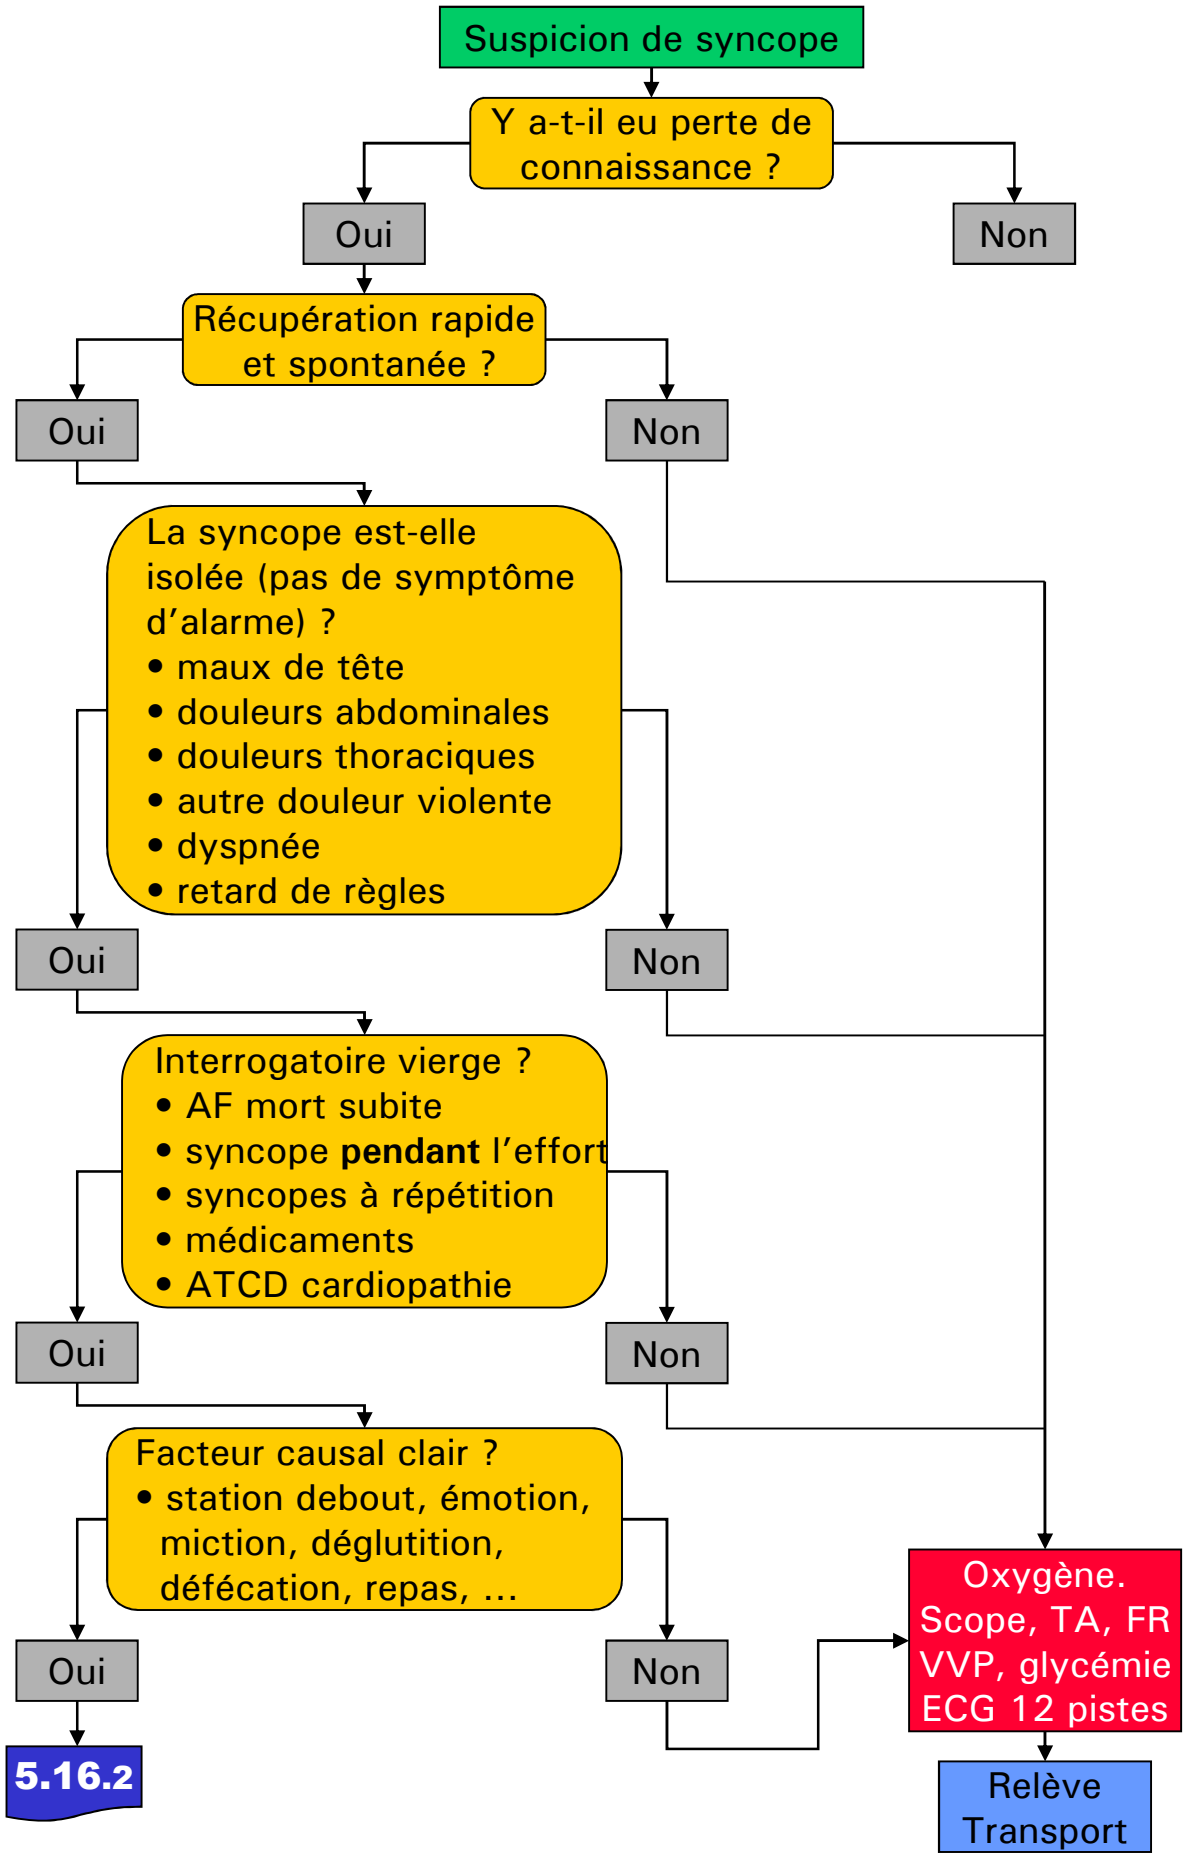 Suspicion de syncope
Y a-t-il eu perte de
connaissance ?
Oui
Non
Récupération rapide
et spontanée ?
Oui
Non
La syncope est-elle
isolée (pas de symptôme
d’alarme) ?
• maux de tête
• douleurs abdominales
• douleurs thoraciques
• autre douleur violente
• dyspnée
• retard de règles
Oui
Non
Interrogatoire vierge ?
• AF mort subite
• syncope pendant l’effort
• syncopes à répétition
• médicaments
• ATCD cardiopathie
Oui
Non
Facteur causal clair ?
• station debout, émotion,
miction, déglutition,
défécation, repas, …
Oui
Non
Oxygène.
Scope, TA, FR
VVP, glycémie
ECG 12 pistes
5.16.2
Relève
Transport